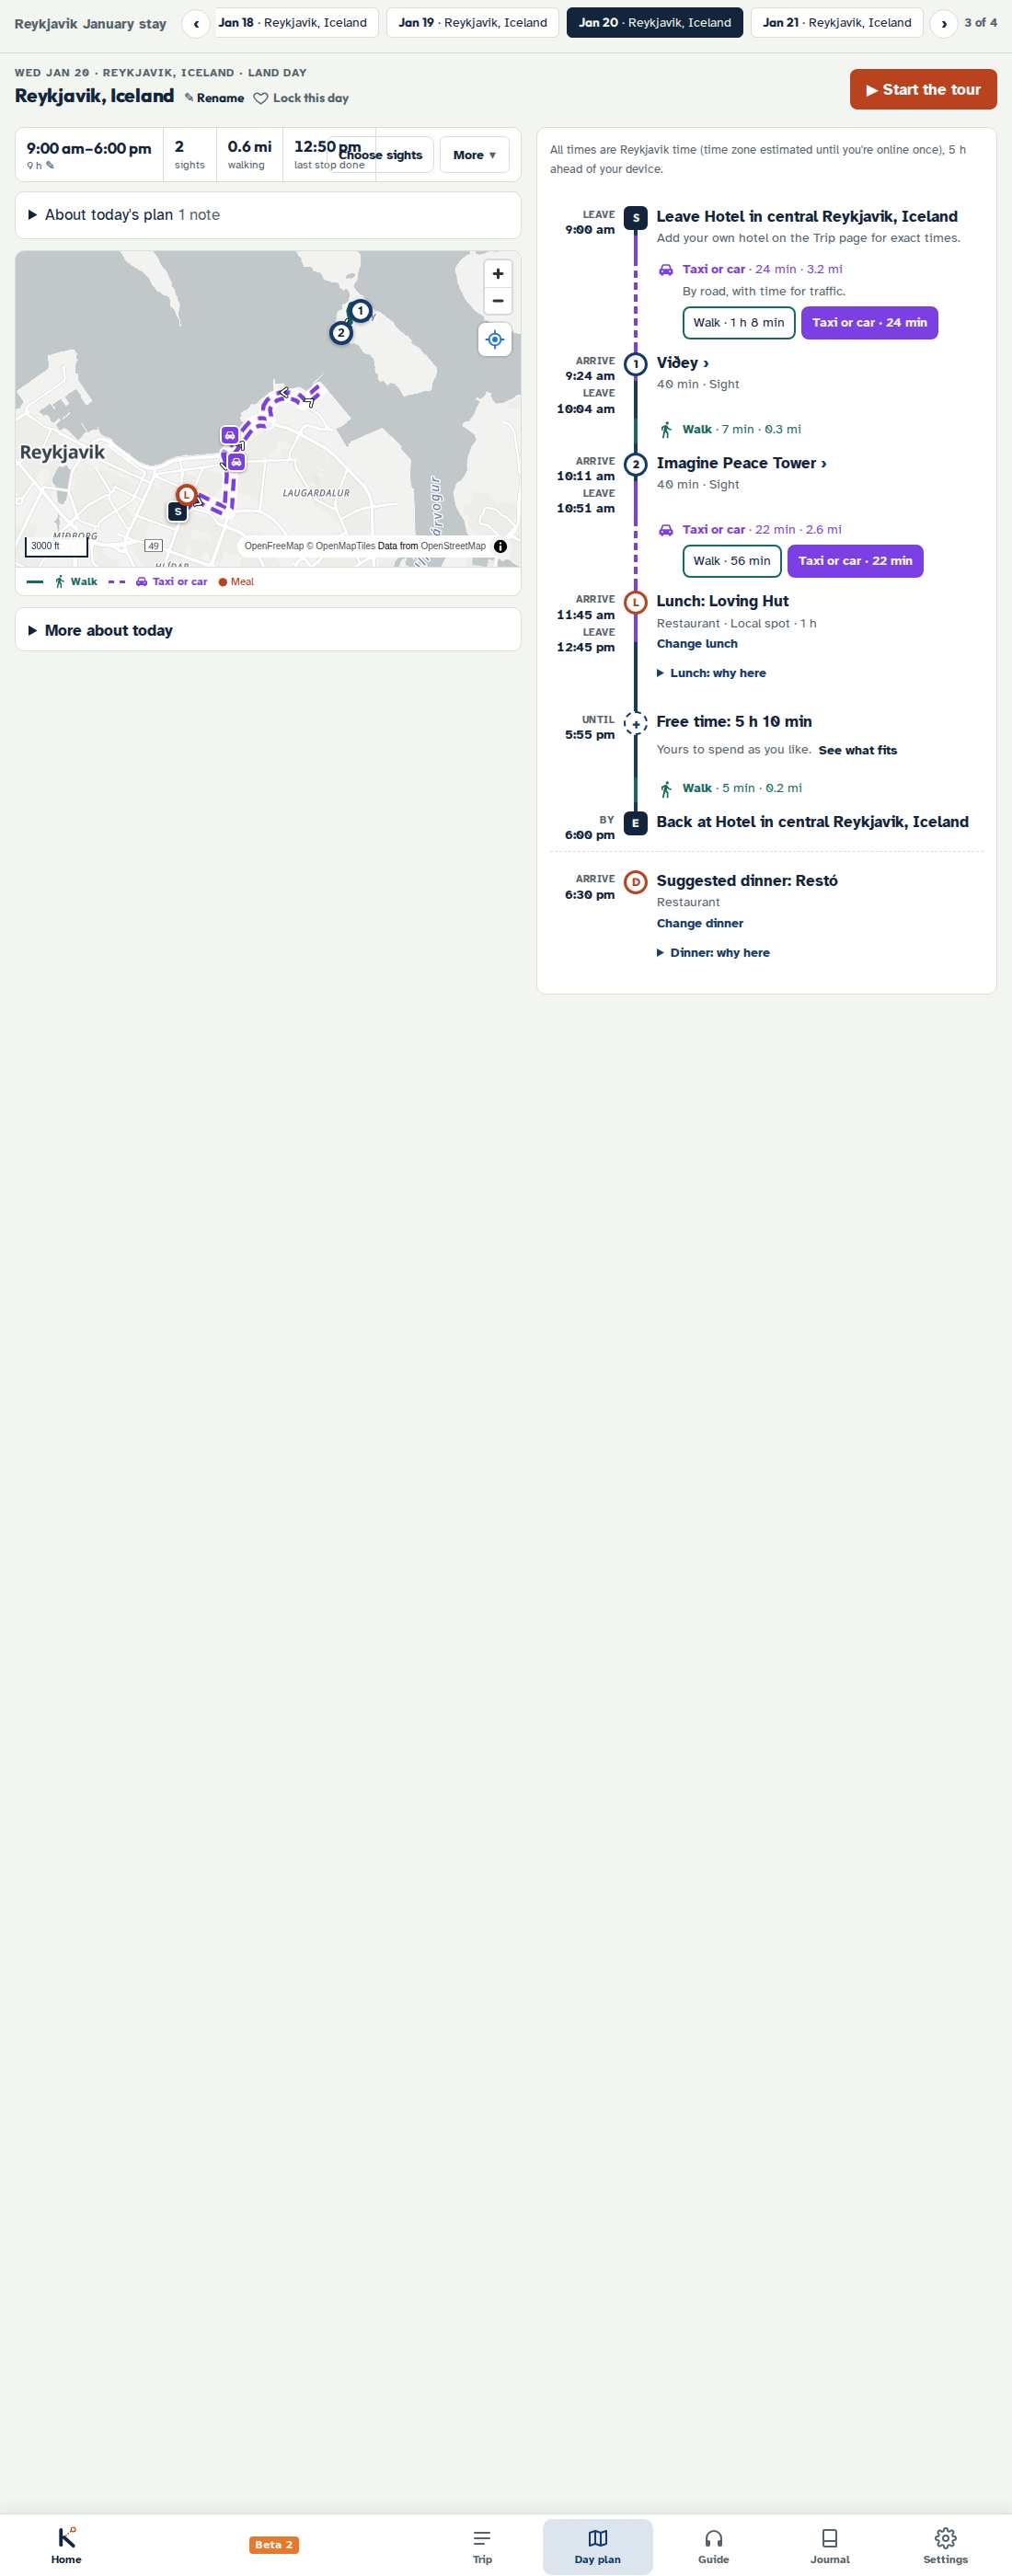 Reykjavik January stay
‹
Jan 18 · Reykjavik, Iceland
Jan 19 · Reykjavik, Iceland
Jan 20 · Reykjavik, Iceland
Jan 21 · Reykjavik, Iceland
›
3 of 4
WED JAN 20 · REYKJAVIK, ICELAND · LAND DAY
Reykjavik, Iceland ✎ Rename Lock this day
▶ Start the tour
9:00 am–6:00 pm
9 h ✎
2
sights
0.6 mi
walking
12:50 pm
last stop done
Choose sights
More ▾
▶ About today's plan 1 note
+
−
1
2
Reykjavik
L
S
LAUGARDALUR
MIÐBORG
3000 ft
49
OpenFreeMap © OpenMapTiles Data from OpenStreetMap
Walk
Taxi or car
Meal
▶ More about today
All times are Reykjavik time (time zone estimated until you're online once), 5 h
ahead of your device.
LEAVE
9:00 am
S
Leave Hotel in central Reykjavik, Iceland
Add your own hotel on the Trip page for exact times.
Taxi or car · 24 min · 3.2 mi
By road, with time for traffic.
Walk · 1 h 8 min
Taxi or car · 24 min
ARRIVE
9:24 am
LEAVE
10:04 am
1
Viðey ›
40 min · Sight
Walk · 7 min · 0.3 mi
ARRIVE
10:11 am
LEAVE
10:51 am
2
Imagine Peace Tower ›
40 min · Sight
Taxi or car · 22 min · 2.6 mi
Walk · 56 min
Taxi or car · 22 min
ARRIVE
11:45 am
LEAVE
12:45 pm
L
Lunch: Loving Hut
Restaurant · Local spot · 1 h
Change lunch
▶ Lunch: why here
UNTIL
5:55 pm
+
Free time: 5 h 10 min
Yours to spend as you like. See what fits
Walk · 5 min · 0.2 mi
BY
6:00 pm
E
Back at Hotel in central Reykjavik, Iceland
ARRIVE
6:30 pm
D
Suggested dinner: Restó
Restaurant
Change dinner
▶ Dinner: why here
Home
Beta 2
Trip
Day plan
Guide
Journal
Settings